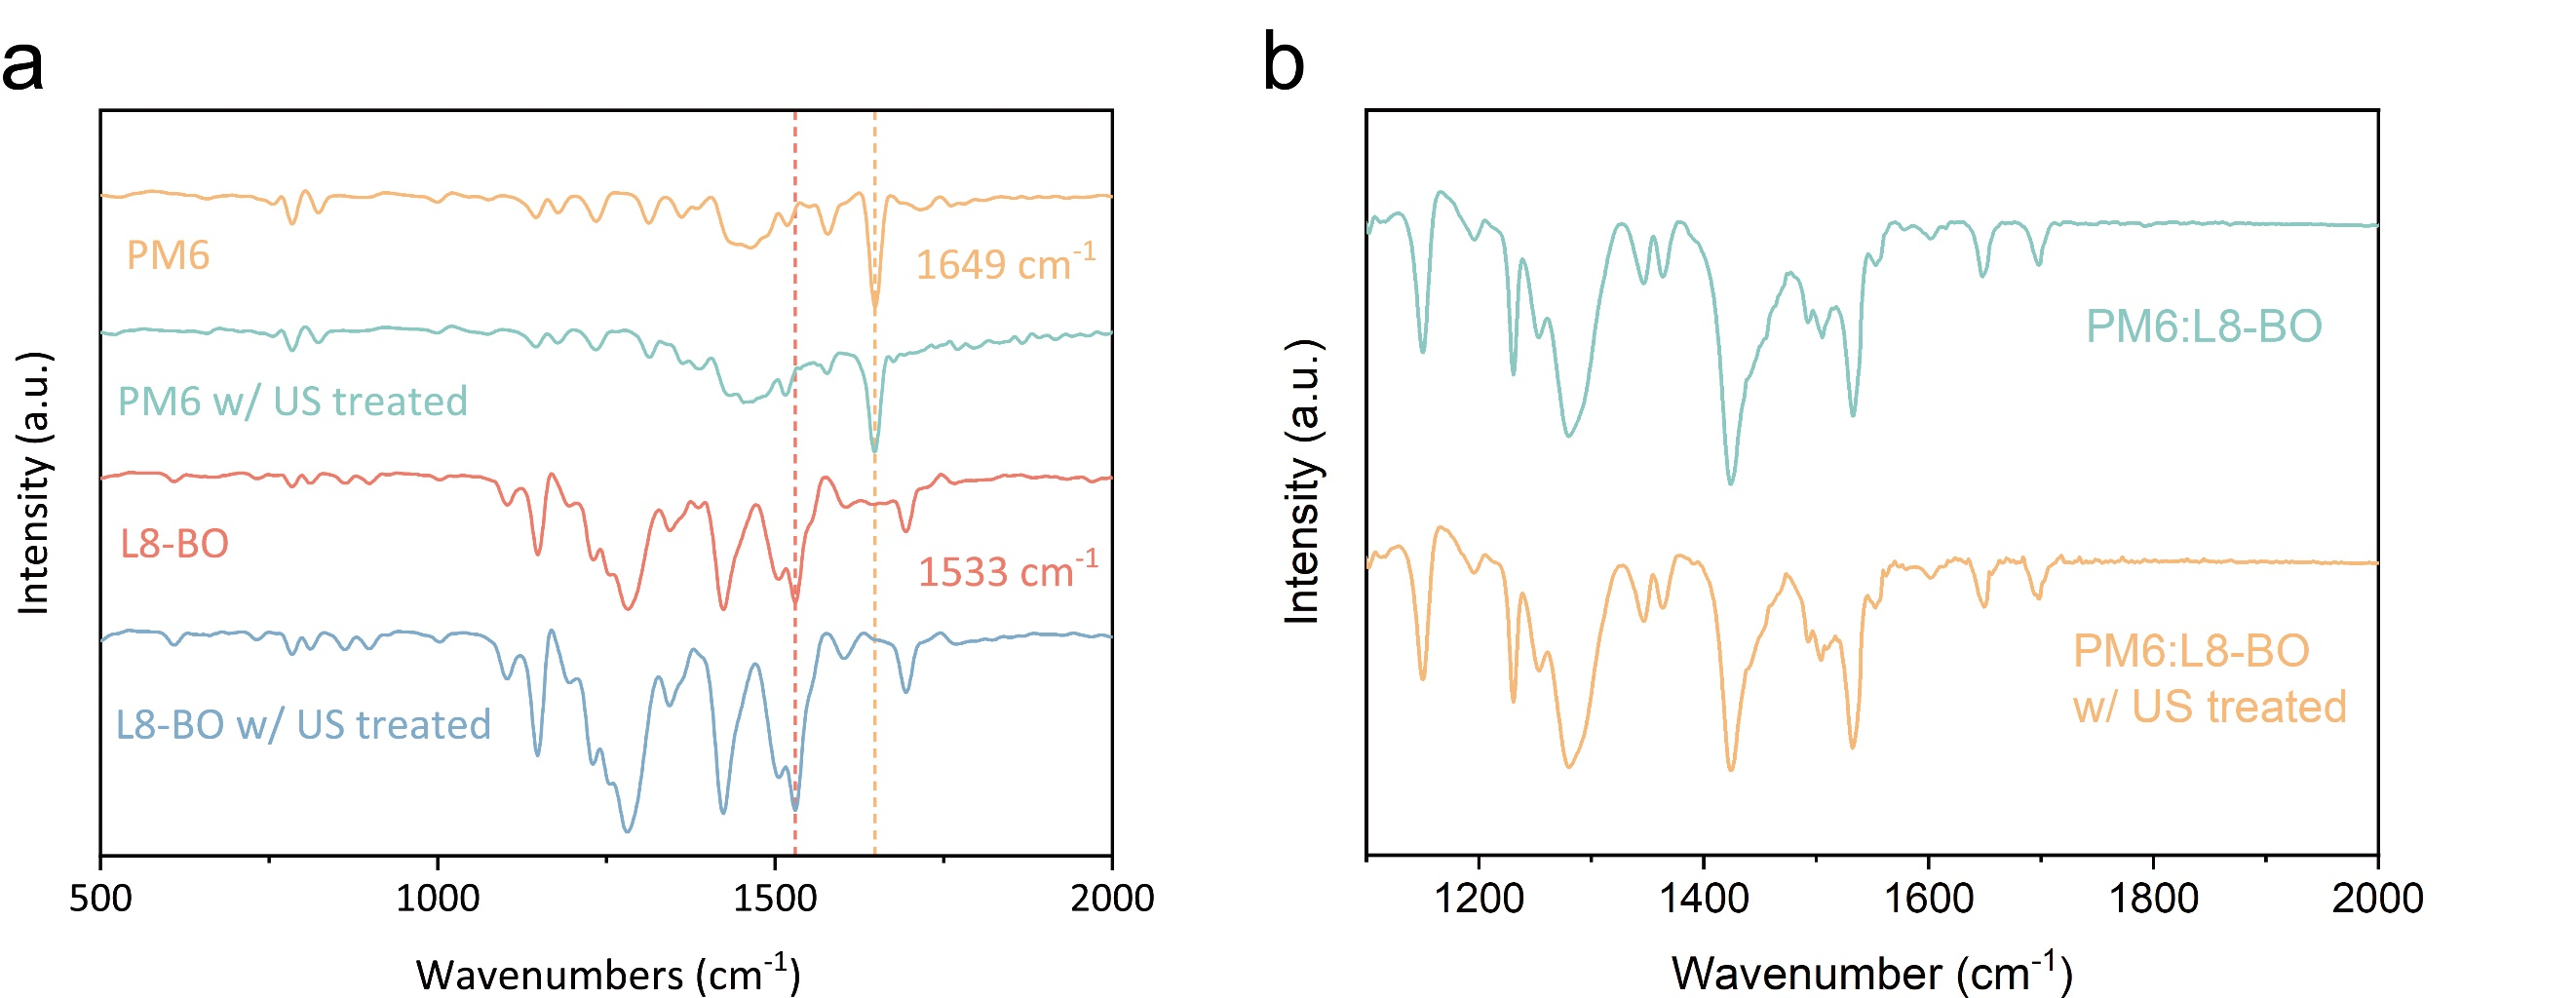 a
PM6
1649 cm⁻¹
PM6 w/ US treated
L8-BO
1533 cm⁻¹
L8-BO w/ US treated
Intensity (a.u.)
500 1000 1500 2000
Wavenumbers (cm⁻¹)
b
PM6:L8-BO
PM6:L8-BO
w/ US treated
Intensity (a.u.)
1200 1400 1600 1800 2000
Wavenumber (cm⁻¹)